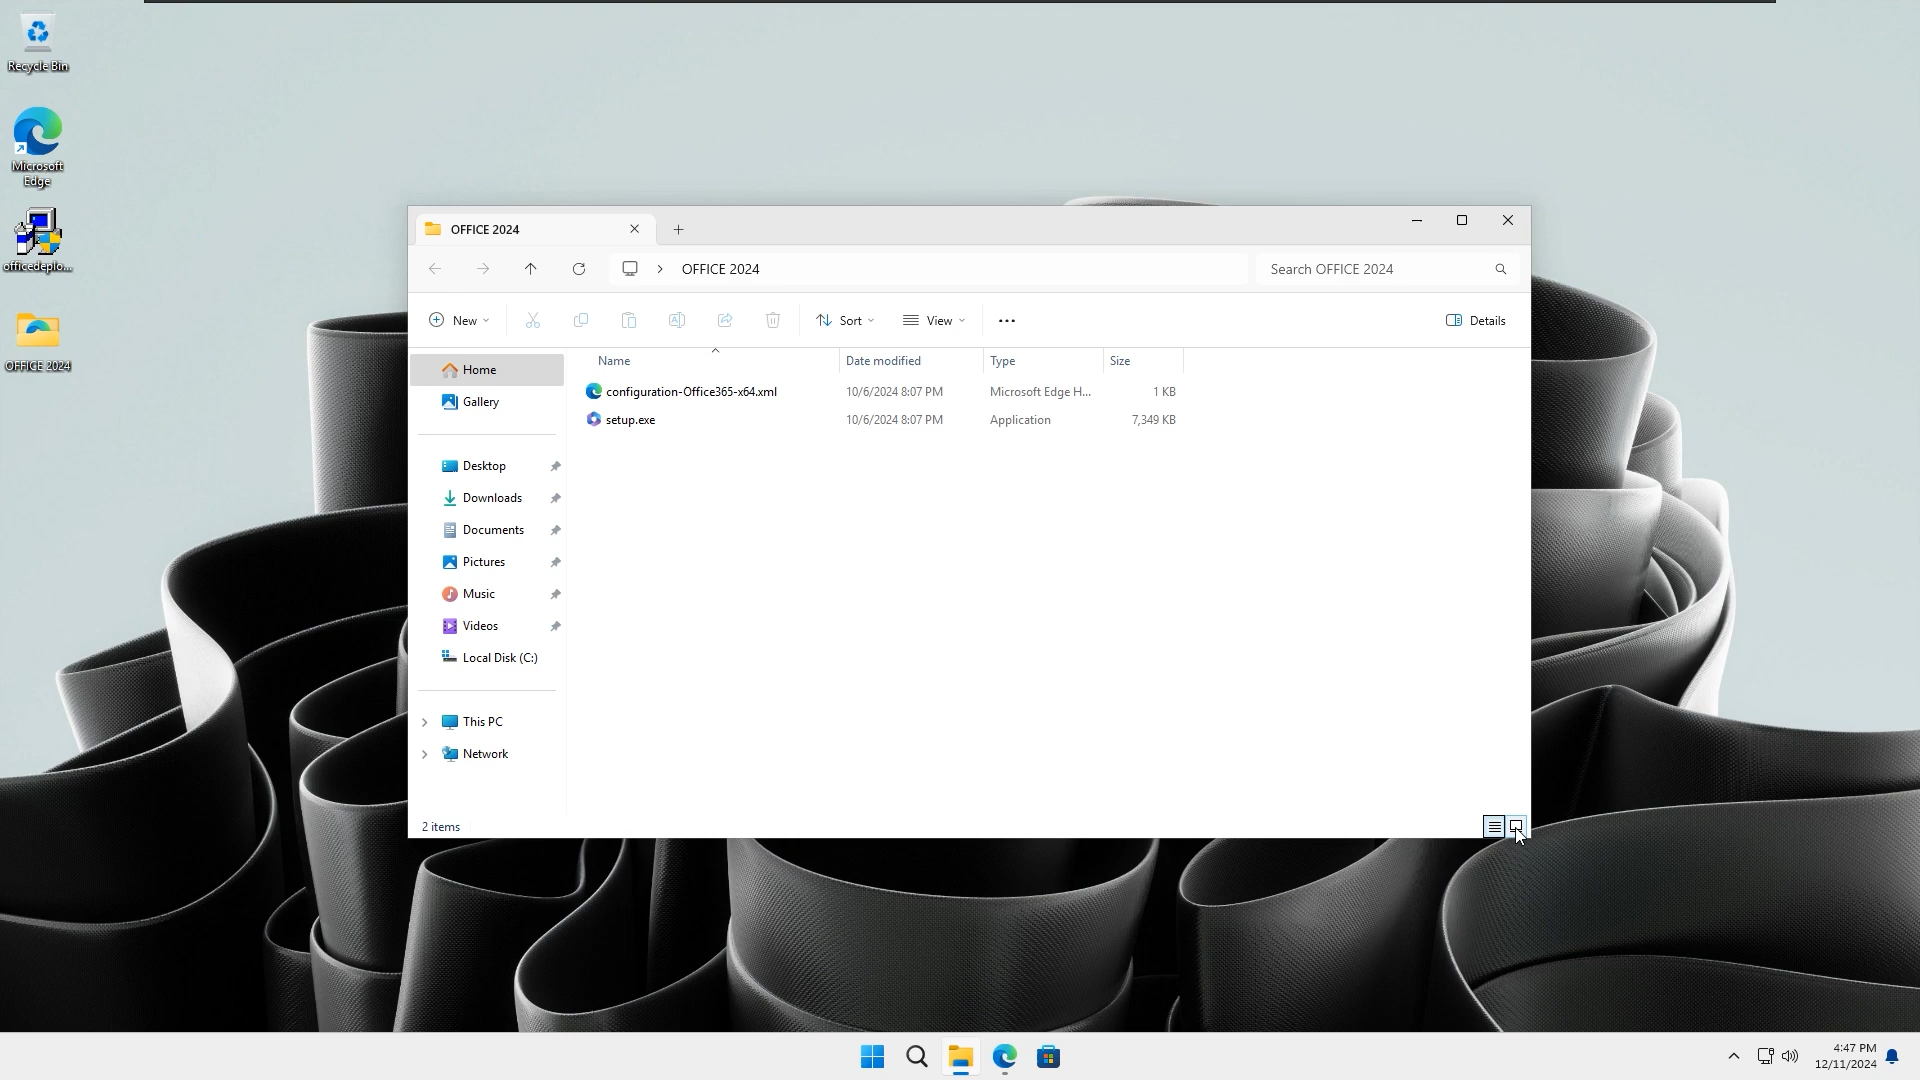 Recycle Bin
Microsoft
Edge
officedeplo...
OFFICE 2024
OFFICE 2024
OFFICE 2024
Search OFFICE 2024
New
Sort
View
Details
Name
Date modified
Type
Size
Home
Gallery
Desktop
Downloads
Documents
Pictures
Music
Videos
Local Disk (C:)
This PC
Network
configuration-Office365-x64.xml
10/6/2024 8:07 PM
Microsoft Edge H...
1 KB
setup.exe
10/6/2024 8:07 PM
Application
7,349 KB
2 items
4:47 PM
12/11/2024